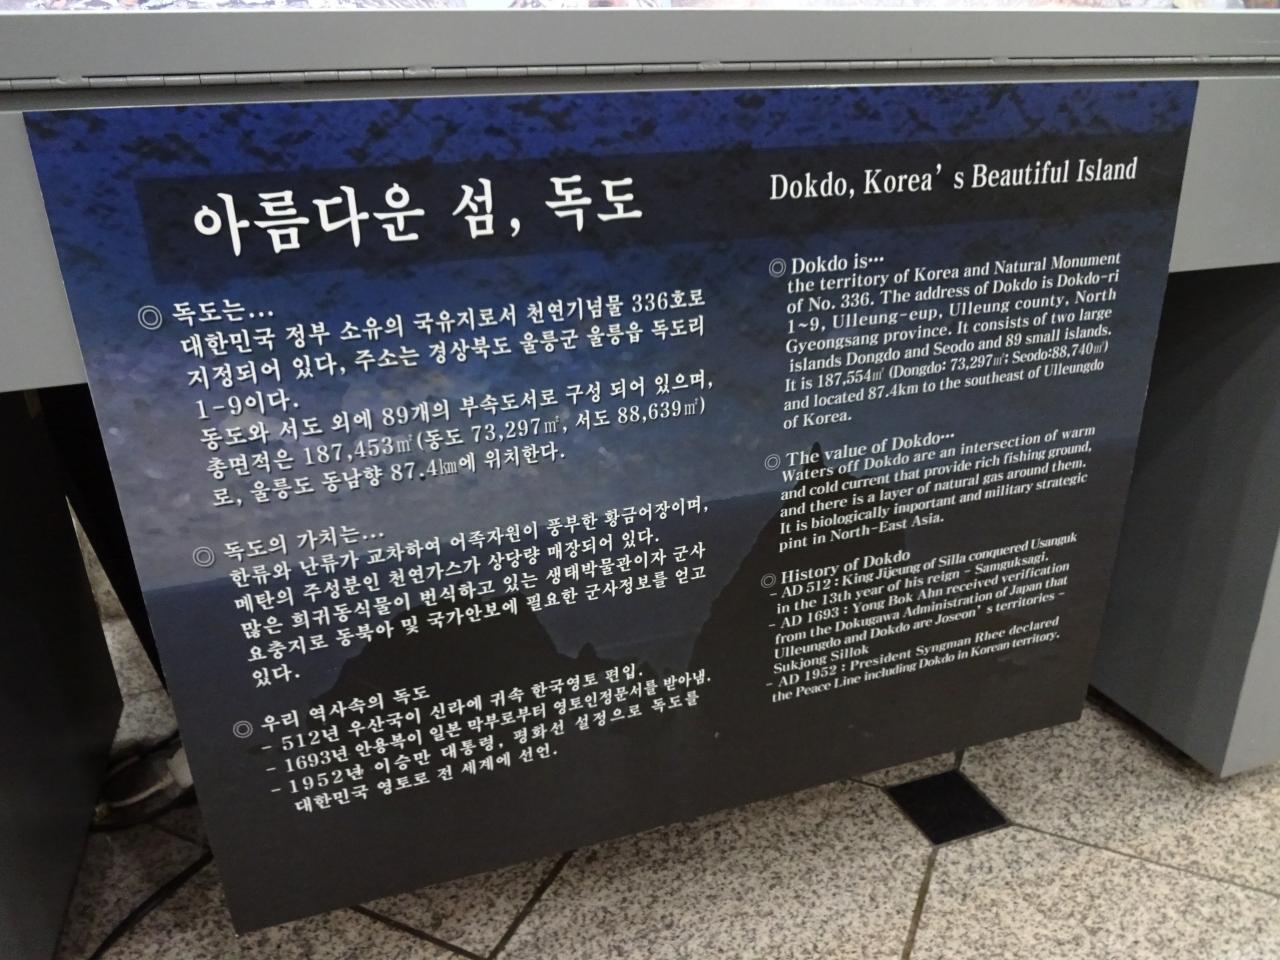 아름다운 섬, 독도
◎ 독도는...
대한민국 정부 소유의 국유지로서 천연기념물 336호로
지정되어 있다, 주소는 경상북도 울릉군 울릉읍 독도리
1-9이다.
동도와 서도 외에 89개의 부속도서로 구성 되어 있으며,
총면적은 187,453㎡(동도 73,297㎡, 서도 88,639㎡)
로, 울릉도 동남향 87.4㎞에 위치한다.
◎ 독도의 가치는...
한류와 난류가 교차하여 어족자원이 풍부한 황금어장이며,
메탄의 주성분인 천연가스가 상당량 매장되어 있다.
많은 희귀동식물이 번식하고 있는 생태박물관이자 군사
요충지로 동북아 및 국가안보에 필요한 군사정보를 얻고
있다.
◎ 우리 역사속의 독도
- 512년 우산국이 신라에 귀속 한국영토 편입.
- 1693년 안용복이 일본 막부로부터 영토인정문서를 받아냄.
- 1952년 이승만 대통령, 평화선 설정으로 독도를
대한민국 영토로 전 세계에 선언.
Dokdo, Korea’s Beautiful Island
◎ Dokdo is…
the territory of Korea and Natural Monument
of No. 336. The address of Dokdo is Dokdo-ri
1~9, Ulleung-eup, Ulleung county, North
Gyeongsang province. It consists of two large
islands Dongdo and Seodo and 89 small islands.
It is 187,554㎡ (Dongdo: 73,297㎡; Seodo:88,740㎡)
and located 87.4km to the southeast of Ulleungdo
of Korea.
◎ The value of Dokdo…
Waters off Dokdo are an intersection of warm
and cold current that provide rich fishing ground,
and there is a layer of natural gas around them.
It is biologically important and military strategic
pint in North-East Asia.
◎ History of Dokdo
- AD 512 : King Jijeung of Silla conquered Usanguk
in the 13th year of his reign - Samguksagi.
- AD 1693 : Yong Bok Ahn received verification
from the Dokugawa Administration of Japan that
Ulleungdo and Dokdo are Joseon’s territories -
Sukjong Sillok
- AD 1952 : President Syngman Rhee declared
the Peace Line including Dokdo in Korean territory.